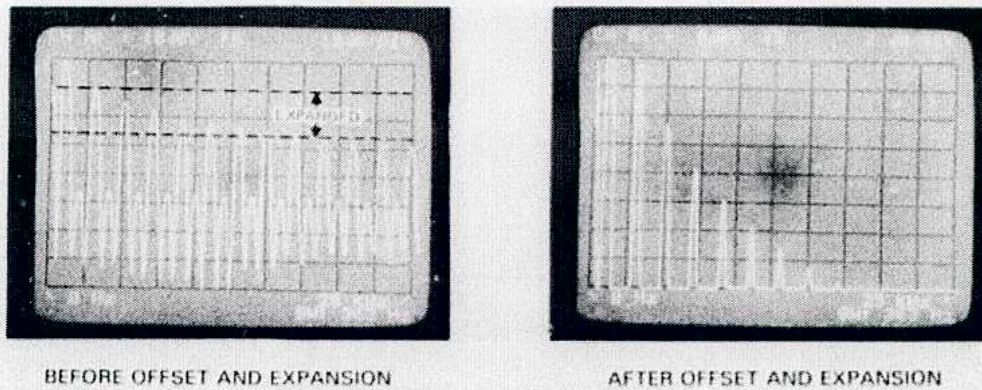 EXPANDED
BEFORE OFFSET AND EXPANSION
AFTER OFFSET AND EXPANSION